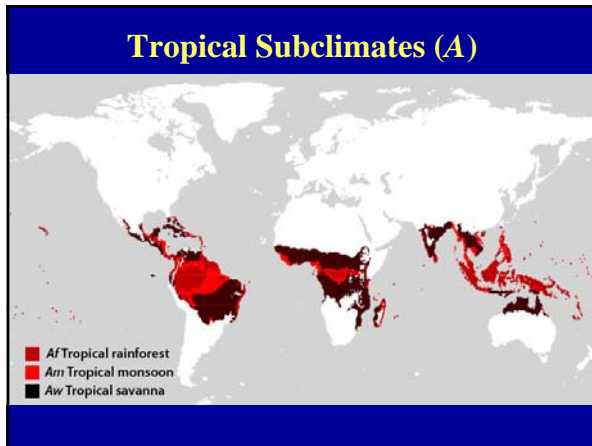 Tropical Subclimates (A)
Af Tropical rainforest
Am Tropical monsoon
Aw Tropical savanna